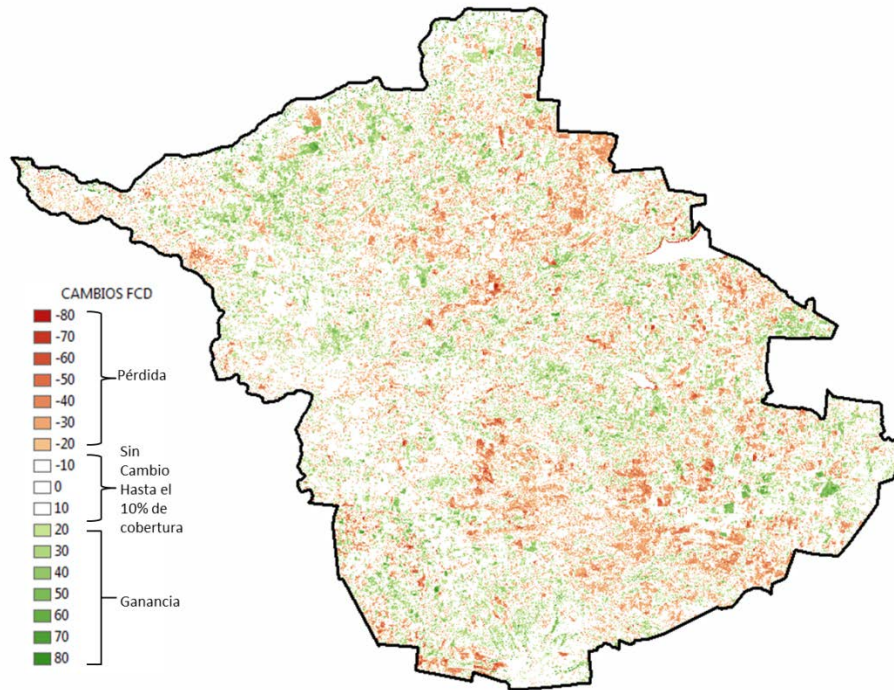 CAMBIOS FCD
-80
-70
-60
-50
-40
-30
-20
-10
0
10
20
30
40
50
60
70
80
Pérdida
Sin
Cambio
Hasta el
10% de
cobertura
Ganancia